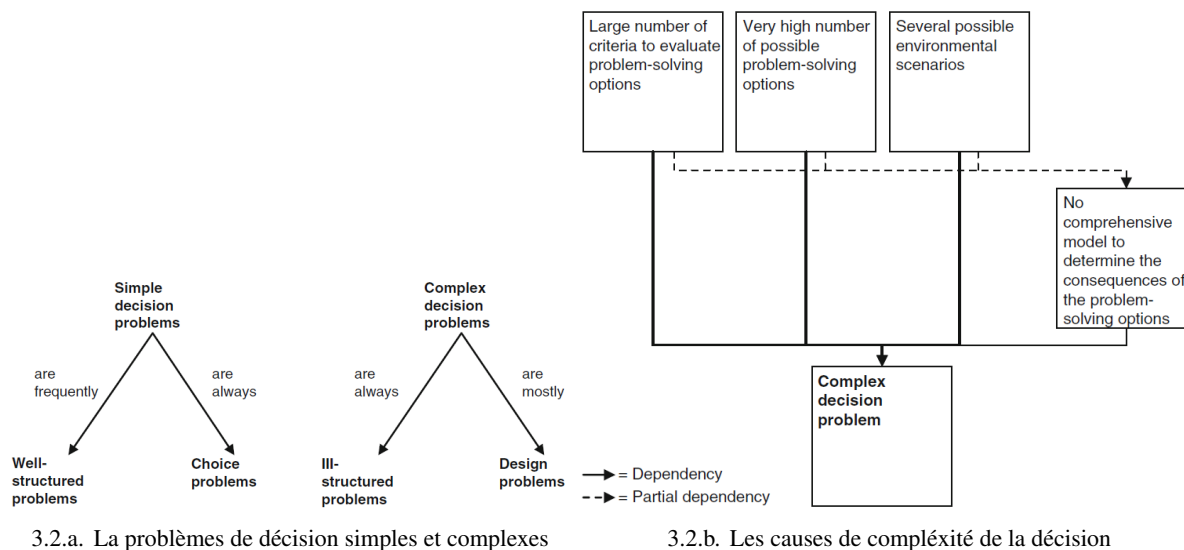 Large number of
criteria to evaluate
problem-solving
options
Very high number
of possible
problem-solving
options
Several possible
environmental
scenarios
No
comprehensive
model to
determine the
consequences of
the problem-
solving options
Simple
decision
problems
Complex
decision
problems
are
frequently
are
always
are
always
are
mostly
Well-
structured
problems
Choice
problems
Ill-
structured
problems
Design
problems
Complex
decision
problem
= Dependency
= Partial dependency
3.2.a. La problèmes de décision simples et complexes
3.2.b. Les causes de compléxité de la décision